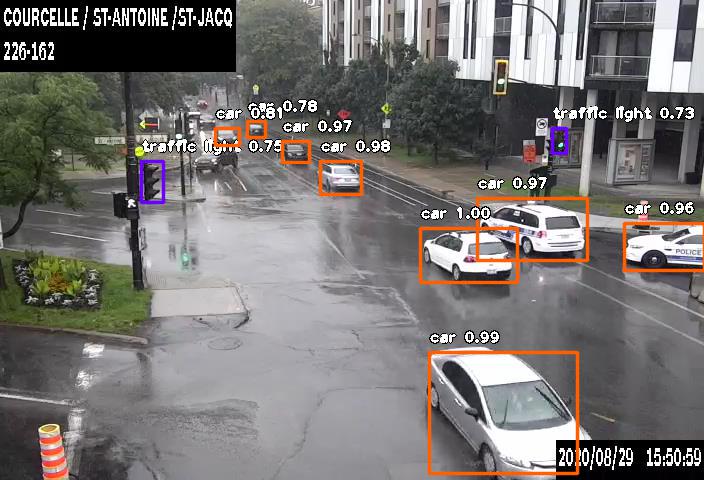 COURCELLE / ST-ANTOINE /ST-JACQ
226-162
car 0.78
car 0.81
car 0.97
traffic light 0.73
traffic light 0.75
car 0.98
car 0.97
car 1.00
car 0.96
POLICE
car 0.99
2020/08/29 15:50:59